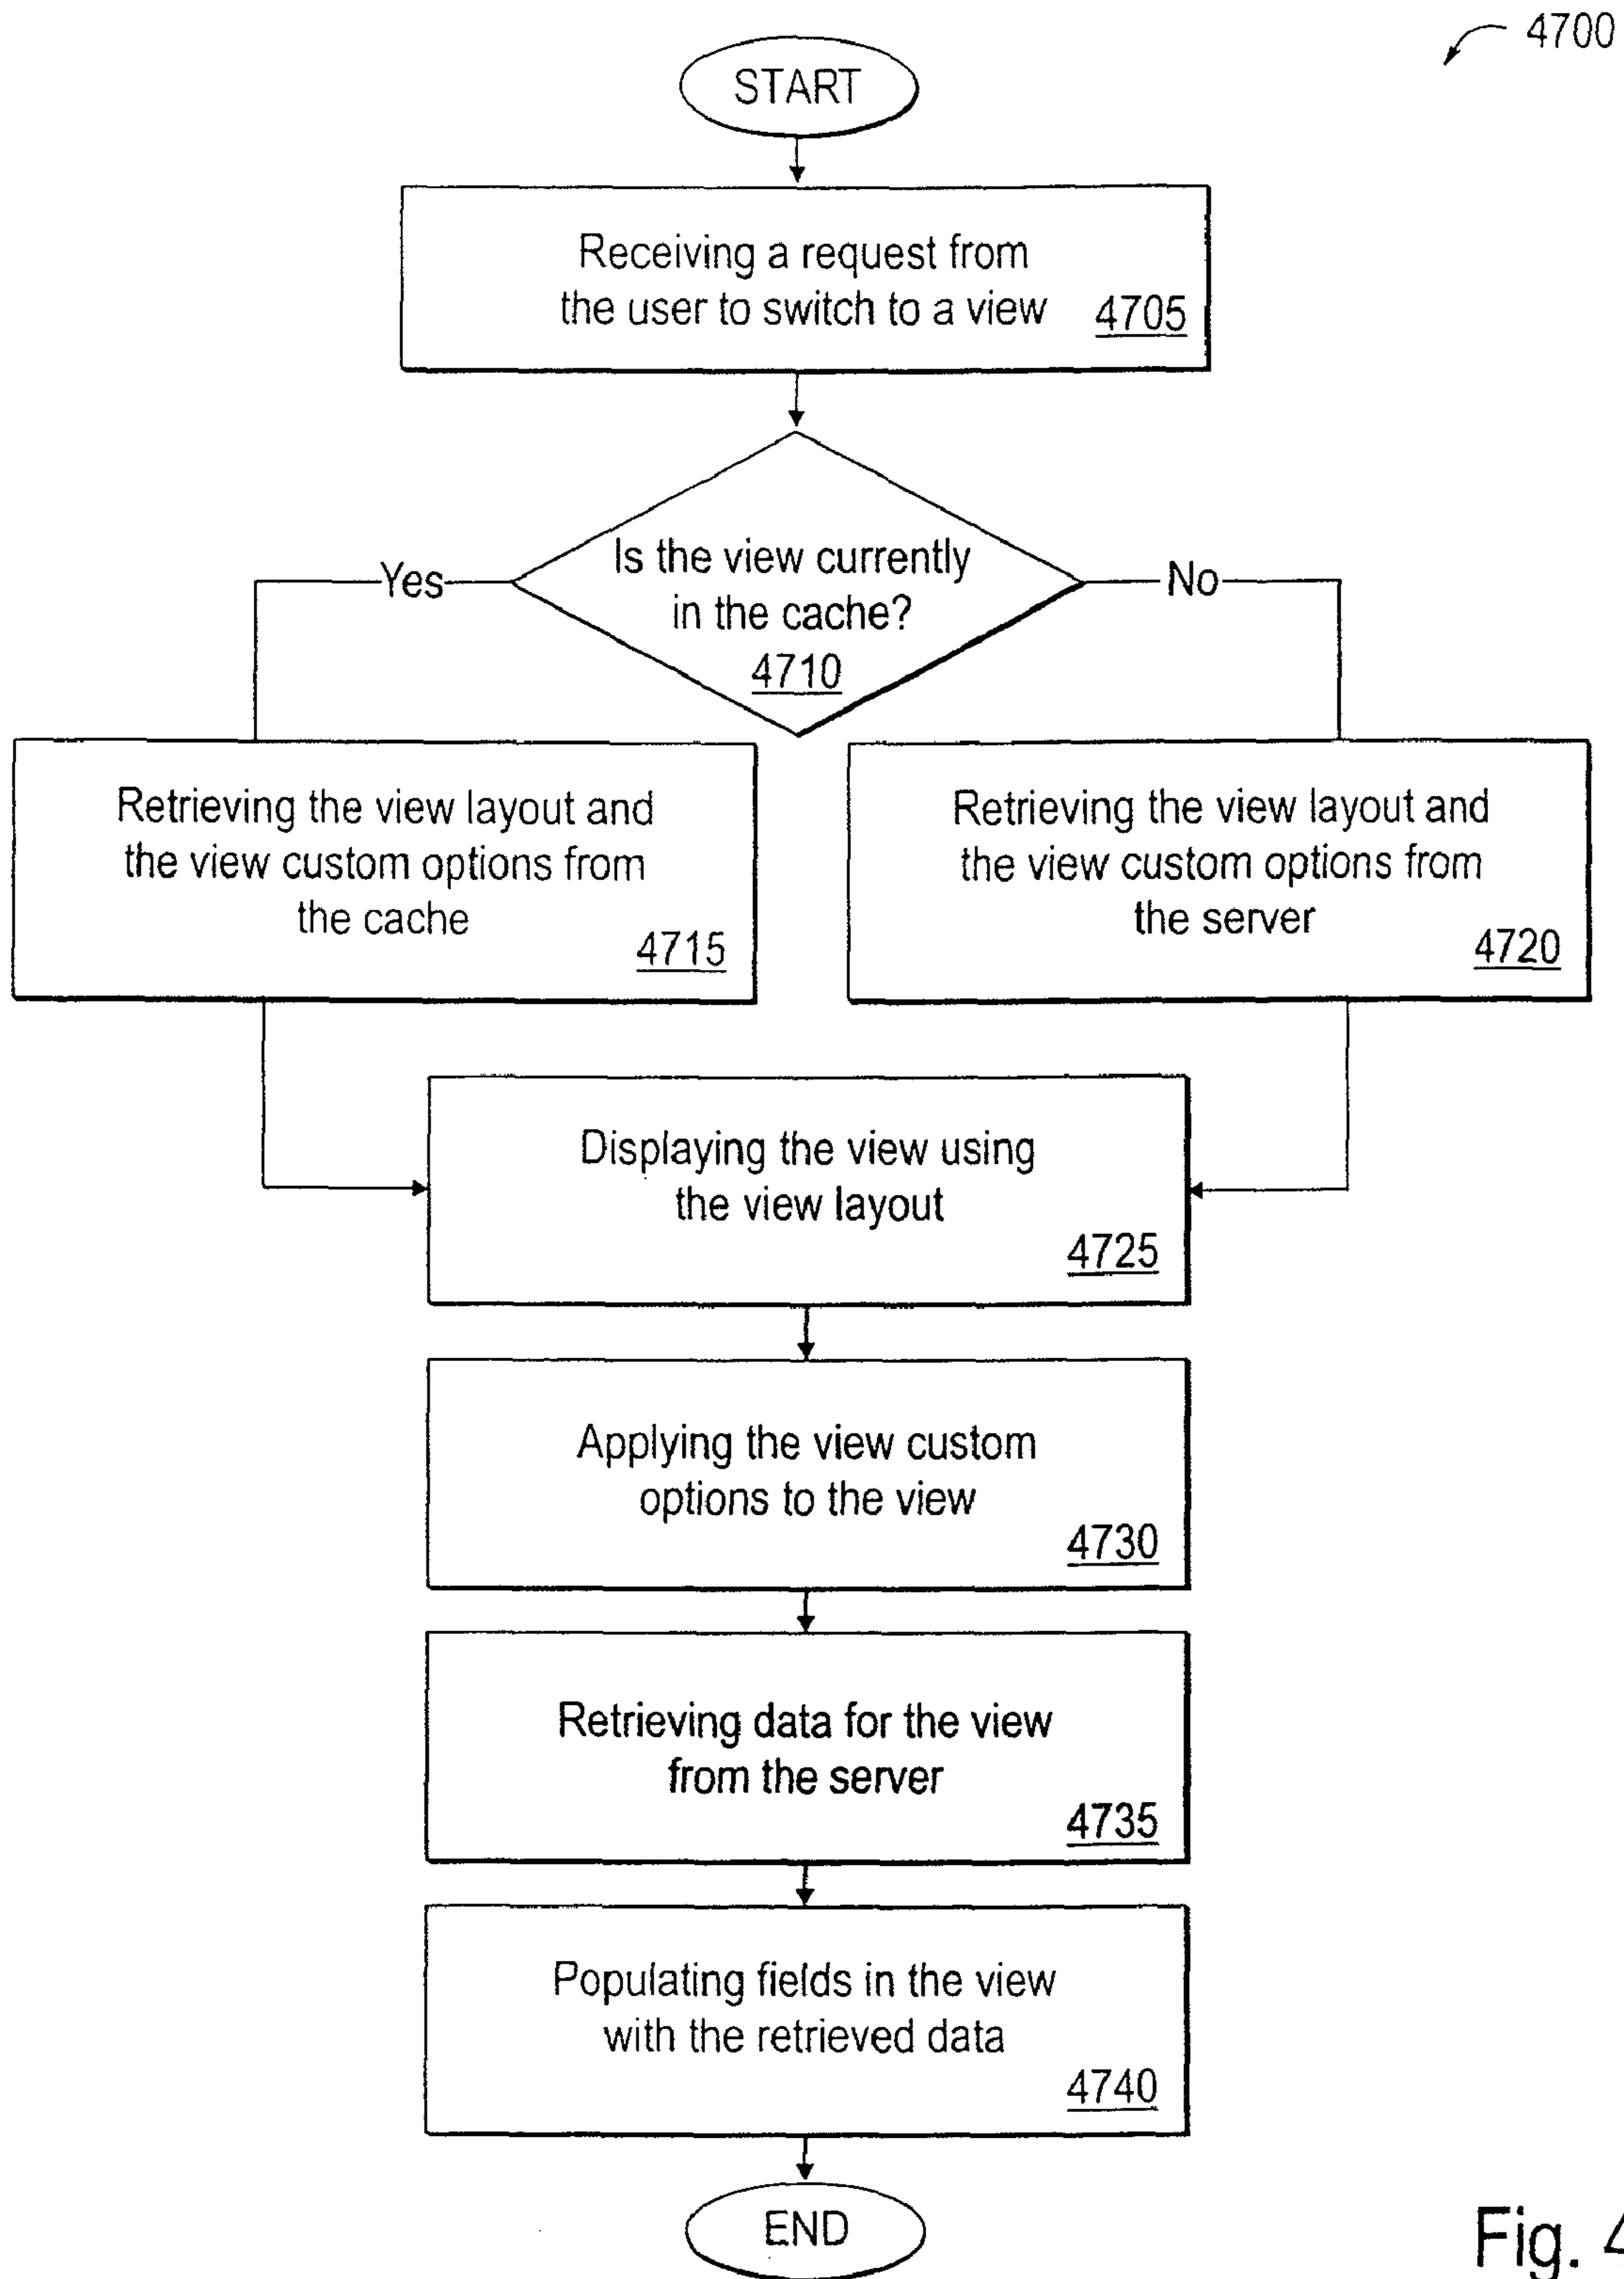 4700
START
Receiving a request from
the user to switch to a view
4705
Is the view currently
in the cache?
4710
Yes
No
Retrieving the view layout and
the view custom options from
the cache
4715
Retrieving the view layout and
the view custom options from
the server
4720
Displaying the view using
the view layout
4725
Applying the view custom
options to the view
4730
Retrieving data for the view
from the server
4735
Populating fields in the view
with the retrieved data
4740
END
Fig.